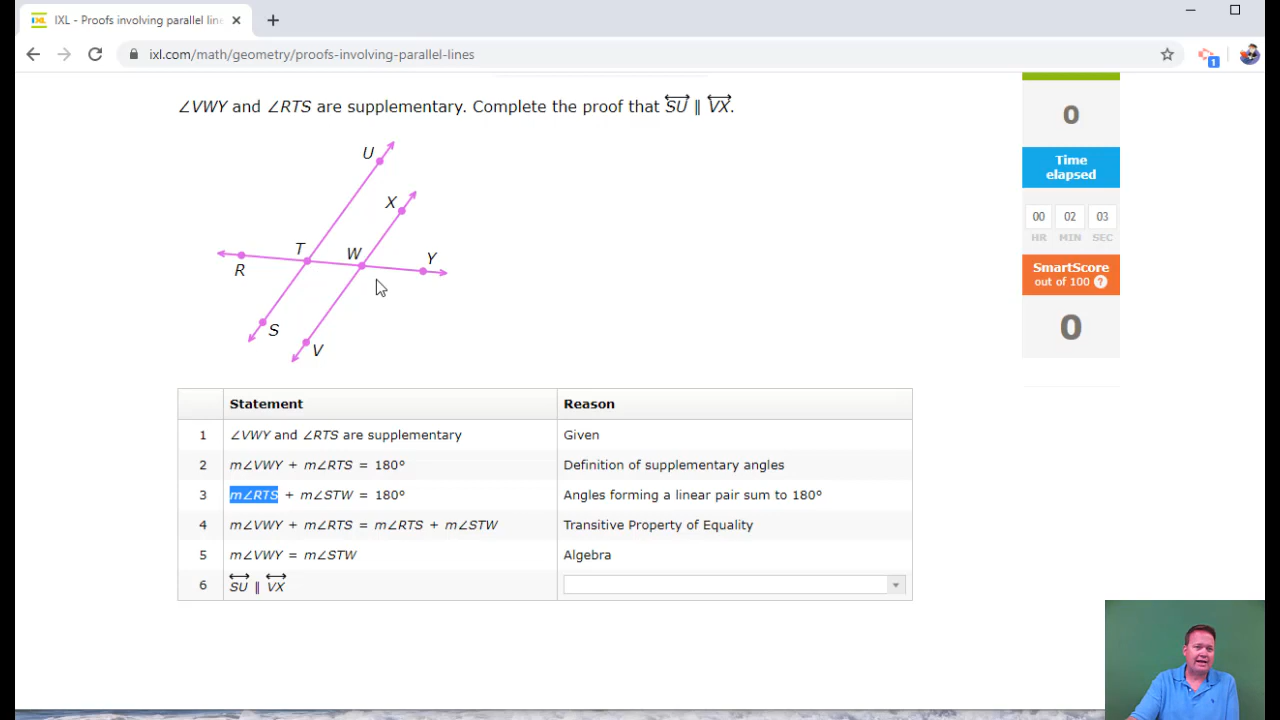 IXL - Proofs involving parallel line
ixl.com/math/geometry/proofs-involving-parallel-lines
1
∠VWY and ∠RTS are supplementary. Complete the proof that SU ∥ VX.
U
X
T
W
Y
R
S
V
Statement Reason
1 ∠VWY and ∠RTS are supplementary Given
2 m∠VWY + m∠RTS = 180° Definition of supplementary angles
3 m∠RTS + m∠STW = 180° Angles forming a linear pair sum to 180°
4 m∠VWY + m∠RTS = m∠RTS + m∠STW Transitive Property of Equality
5 m∠VWY = m∠STW Algebra
6 SU ∥ VX
0
Time
elapsed
00 02 03
HR MIN SEC
SmartScore
out of 100 ?
0